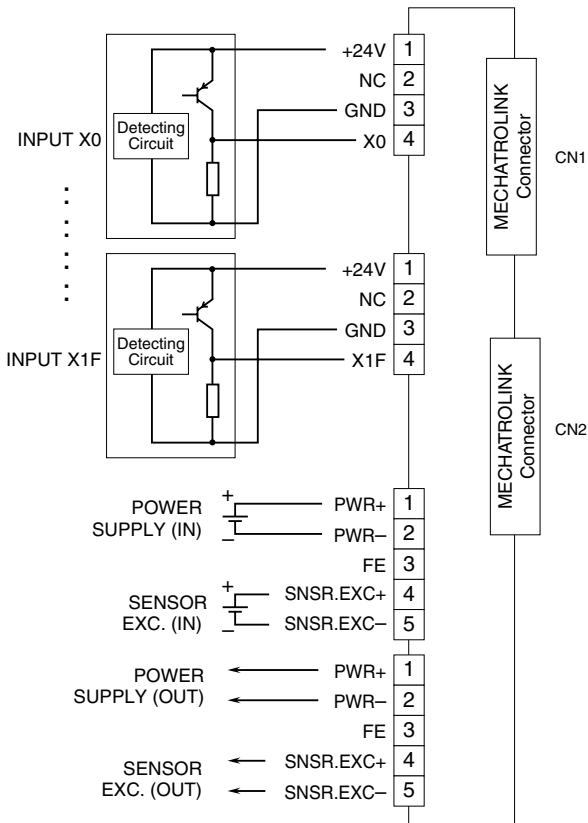 INPUT X0
Detecting
Circuit
+24V 1
NC 2
GND 3
X0 4
INPUT X1F
Detecting
Circuit
+24V 1
NC 2
GND 3
X1F 4
MECHATROLINK
Connector
CN1
MECHATROLINK
Connector
CN2
POWER
SUPPLY (IN)
+
–
PWR+ 1
PWR– 2
FE 3
SENSOR
EXC. (IN)
+
–
SNSR.EXC+ 4
SNSR.EXC– 5
POWER
SUPPLY (OUT)
PWR+ 1
PWR– 2
FE 3
SENSOR
EXC. (OUT)
SNSR.EXC+ 4
SNSR.EXC– 5